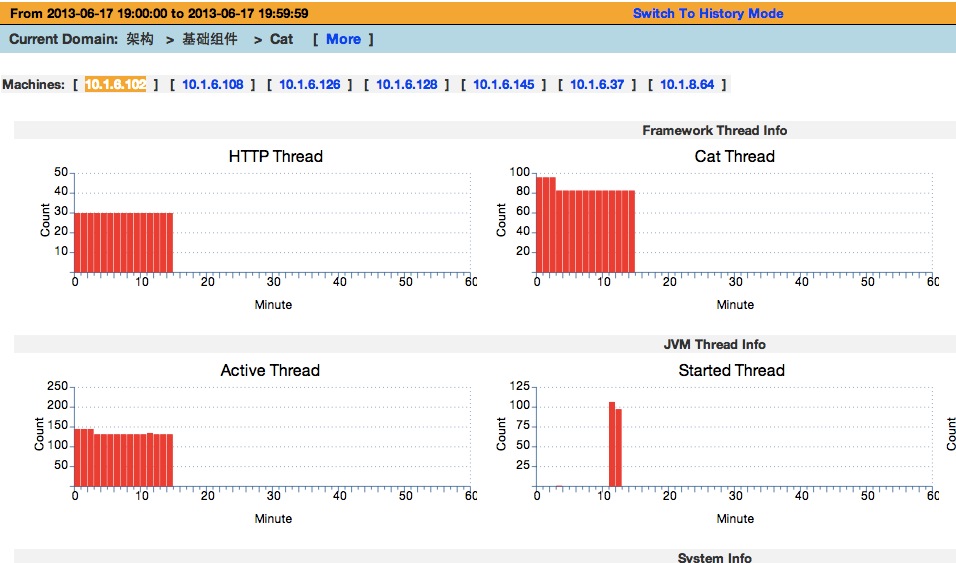 From 2013-06-17 19:00:00 to 2013-06-17 19:59:59 Switch To History Mode
Current Domain: 架构 > 基础组件 > Cat [ More ]
Machines: [ 10.1.6.102 ] [ 10.1.6.108 ] [ 10.1.6.126 ] [ 10.1.6.128 ] [ 10.1.6.145 ] [ 10.1.6.37 ] [ 10.1.8.64 ]
Framework Thread Info
HTTP Thread
Count
50
40
30
20
10
0 10 20 30 40 50 60
Minute
Cat Thread
Count
100
80
60
40
20
0 10 20 30 40 50 60
Minute
JVM Thread Info
Active Thread
Count
250
200
150
100
50
0 10 20 30 40 50 60
Minute
Started Thread
Count
125
100
75
50
25
0 10 20 30 40 50 60
Minute
Count
System Info